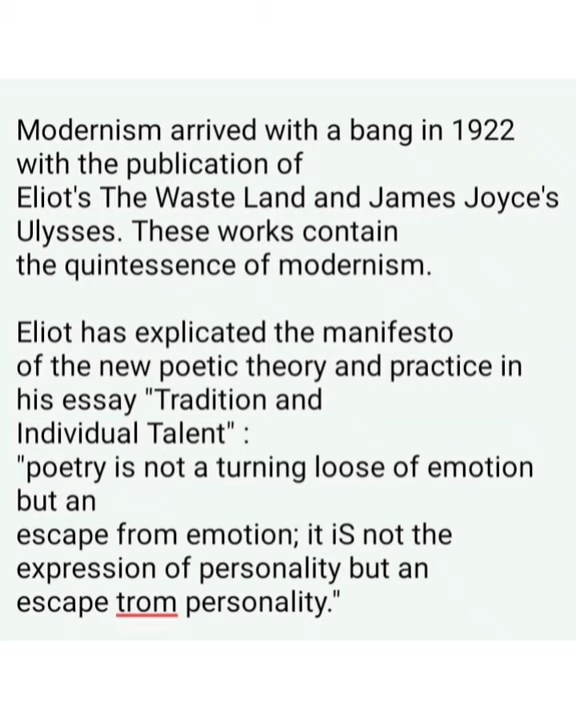 Modernism arrived with a bang in 1922
with the publication of
Eliot's The Waste Land and James Joyce's
Ulysses. These works contain
the quintessence of modernism.
Eliot has explicated the manifesto
of the new poetic theory and practice in
his essay "Tradition and
Individual Talent" :
"poetry is not a turning loose of emotion
but an
escape from emotion; it iS not the
expression of personality but an
escape trom personality."